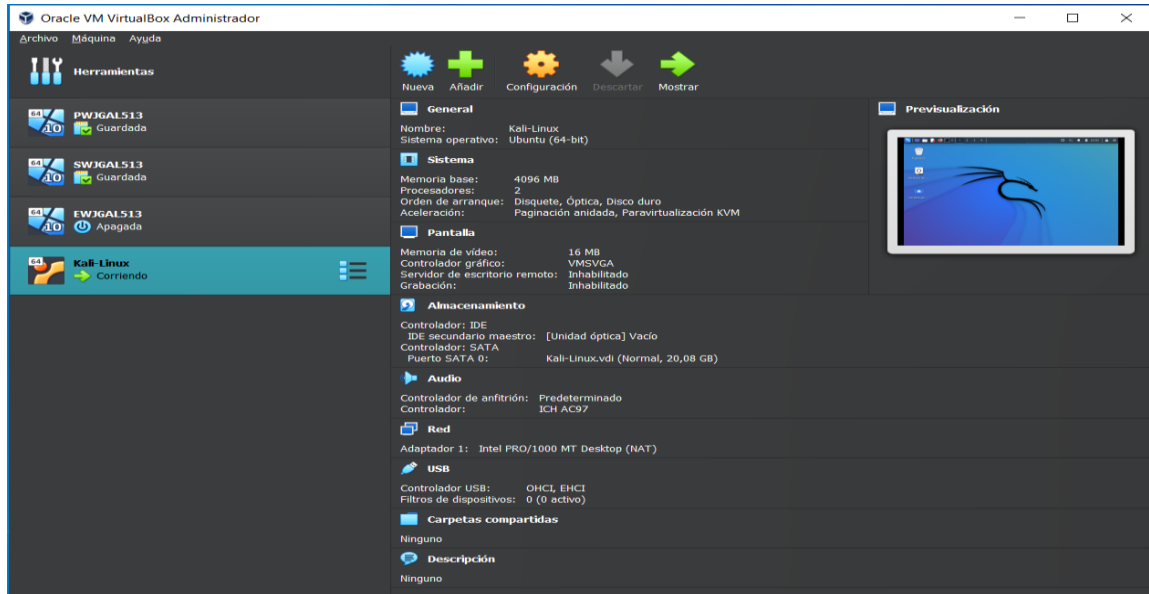 Oracle VM VirtualBox Administrador
Archivo Máquina Ayuda
Herramientas
PWJGAL513
Guardada
SWJGAL513
Guardada
EWJGAL513
Apagada
Kali-Linux
Corriendo
Nueva Añadir Configuración Descartar Mostrar
General
Nombre: Kali-Linux
Sistema operativo: Ubuntu (64-bit)
Sistema
Memoria base: 4096 MB
Procesadores: 2
Orden de arranque: Disquete, Óptica, Disco duro
Aceleración: Paginación anidada, Paravirtualización KVM
Pantalla
Memoria de vídeo: 16 MB
Controlador gráfico: VMSVGA
Servidor de escritorio remoto: Inhabilitado
Grabación: Inhabilitado
Almacenamiento
Controlador: IDE
IDE secundario maestro: [Unidad óptica] Vacío
Controlador: SATA
Puerto SATA 0: Kali-Linux.vdi (Normal, 20,08 GB)
Audio
Controlador de anfitrión: Predeterminado
Controlador: ICH AC97
Red
Adaptador 1: Intel PRO/1000 MT Desktop (NAT)
USB
Controlador USB: OHCI, EHCI
Filtros de dispositivos: 0 (0 activo)
Carpetas compartidas
Ninguno
Descripción
Ninguno
Previsualización